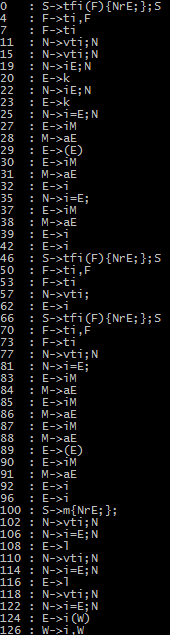 0   : S->tfi(F){NrE;};S
4   : F->ti,F
7   : F->ti
11  : N->vti;N
15  : N->vti;N
19  : N->iE;N
20  : E->k
22  : N->iE;N
23  : E->k
25  : N->i=E;N
27  : E->iM
28  : M->aE
29  : E->(E)
30  : E->iM
31  : M->aE
32  : E->i
35  : N->i=E;
37  : E->iM
38  : M->aE
39  : E->i
42  : E->i
46  : S->tfi(F){NrE;};S
50  : F->ti,F
53  : F->ti
57  : N->vti;
62  : E->i
66  : S->tfi(F){NrE;};S
70  : F->ti,F
73  : F->ti
77  : N->vti;N
81  : N->i=E;
83  : E->iM
84  : M->aE
85  : E->iM
86  : M->aE
87  : E->iM
88  : M->aE
89  : E->(E)
90  : E->iM
91  : M->aE
92  : E->i
96  : E->i
100 : S->m{NrE;};
102 : N->vti;N
106 : N->i=E;N
108 : E->l
110 : N->vti;N
114 : N->i=E;N
116 : E->l
118 : N->vti;N
122 : N->i=E;N
124 : E->i(W)
126 : W->i,W